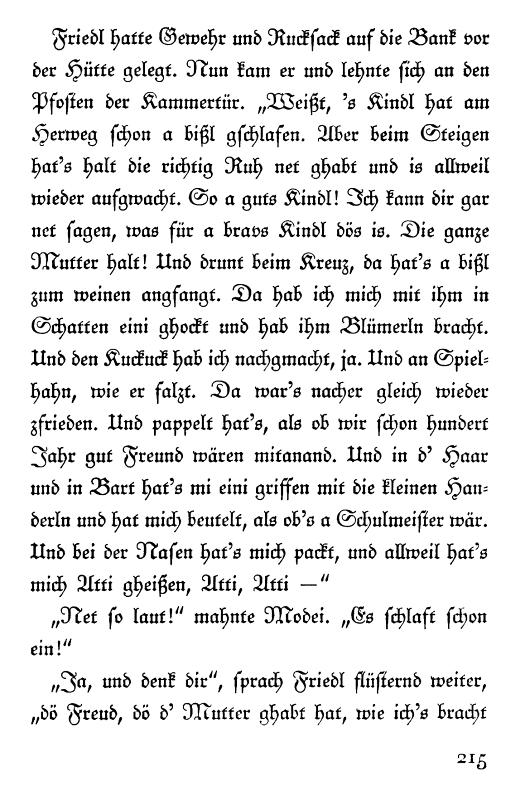 Friedl hatte Gewehr und Rucksack auf die Bank vor
der Hütte gelegt. Nun kam er und lehnte sich an den
Pfosten der Kammertür. „Weißt, 's Kindl hat am
Herweg schon a bißl gschlafen. Aber beim Steigen
hat's halt die richtig Ruh net ghabt und is allweil
wieder aufgwacht. So a guts Kindl! Ich kann dir gar
net sagen, was für a bravs Kindl dös is. Die ganze
Mutter halt! Und drunt beim Kreuz, da hat's a bißl
zum weinen angfangt. Da hab ich mich mit ihm in
Schatten eini ghockt und hab ihm Blümerln bracht.
Und den Kuckuck hab ich nachgmacht, ja. Und an Spiel-
hahn, wie er falzt. Da war's nacher gleich wieder
zfrieden. Und pappelt hat's, als ob wir schon hundert
Jahr gut Freund wären mitanand. Und in d' Haar
und in Bart hat's mi eini griffen mit die kleinen Han-
derln und hat mich beutelt, als ob's a Schulmeister wär.
Und bei der Nasen hat's mich packt, und allweil hat's
mich Atti gheißen, Atti, Atti —“
„Net so laut!“ mahnte Modei. „Es schlaft schon
ein!“
„Ja, und denk dir“, sprach Friedl flüsternd weiter,
„dö Freud, dö d' Mutter ghabt hat, wie ich's bracht
215